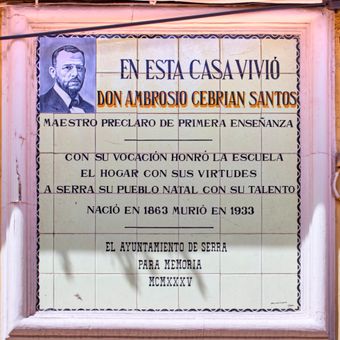 EN ESTA CASA VIVIÓ
DON AMBROSIO CEBRIAN SANTOS
MAESTRO PRECLARO DE PRIMERA ENSEÑANZA
CON SU VOCACIÓN HONRÓ LA ESCUELA
EL HOGAR CON SUS VIRTUDES
A SERRA SU PUEBLO NATAL CON SU TALENTO
NACIÓ EN 1863 MURIÓ EN 1933
EL AYUNTAMIENTO DE SERRA
PARA MEMORIA
MCMXXXV